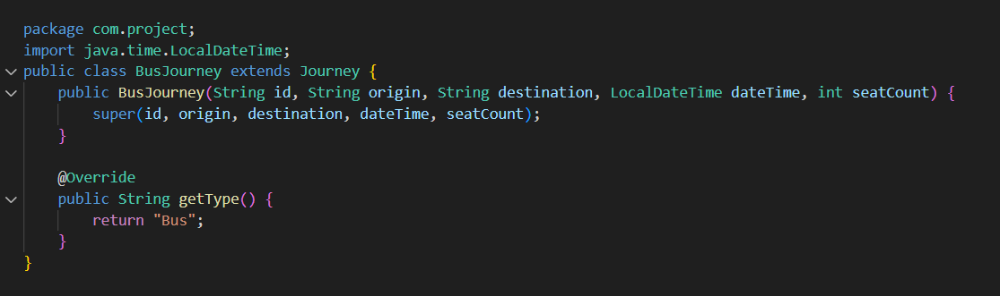 package com.project;
import java.time.LocalDateTime;
public class BusJourney extends Journey {
    public BusJourney(String id, String origin, String destination, LocalDateTime dateTime, int seatCount) {
        super(id, origin, destination, dateTime, seatCount);
    }

    @Override
    public String getType() {
        return "Bus";
    }
}